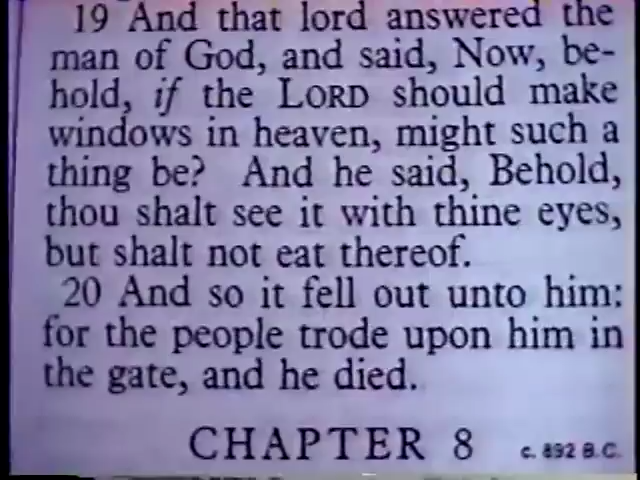 19 And that lord answered the
man of God, and said, Now, be-
hold, if the LORD should make
windows in heaven, might such a
thing be? And he said, Behold,
thou shalt see it with thine eyes,
but shalt not eat thereof.
20 And so it fell out unto him:
for the people trode upon him in
the gate, and he died.
CHAPTER 8 c. 892 B.C.